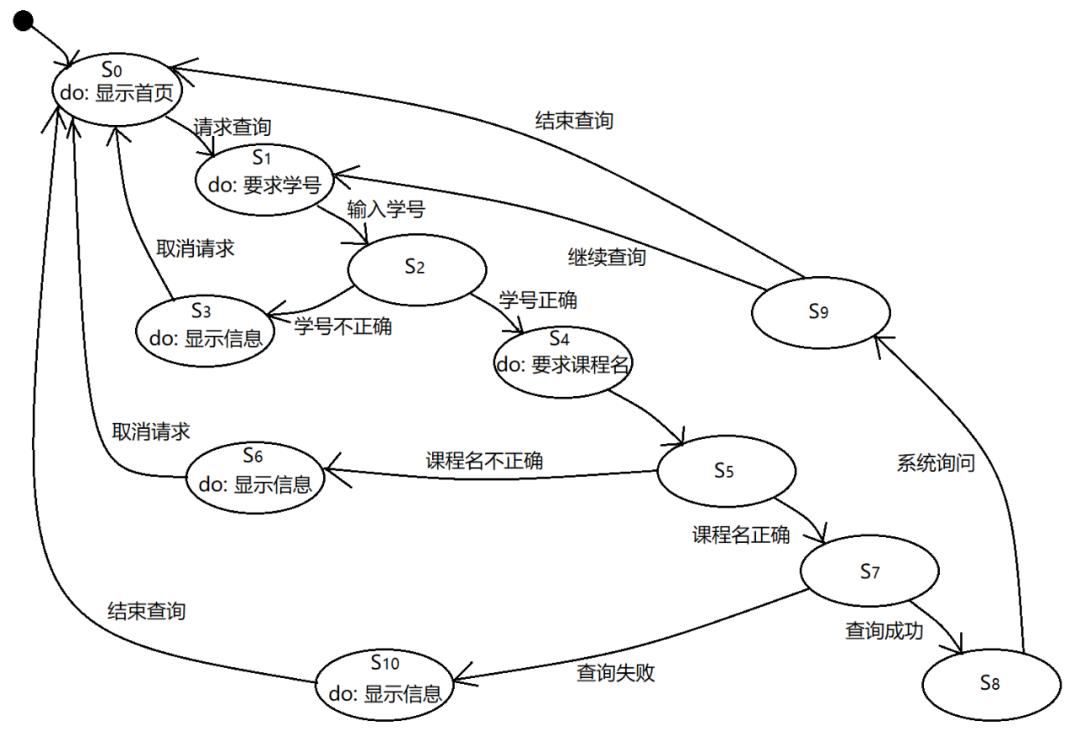 S0
do: 显示首页
结束查询
请求查询
S1
do: 要求学号
输入学号
取消请求
继续查询
S2
学号正确
S3
do: 显示信息
学号不正确
S9
S4
do: 要求课程名
取消请求
课程名不正确
S6
do: 显示信息
S5
系统询问
课程名正确
S7
结束查询
查询成功
S10
do: 显示信息
查询失败
S8